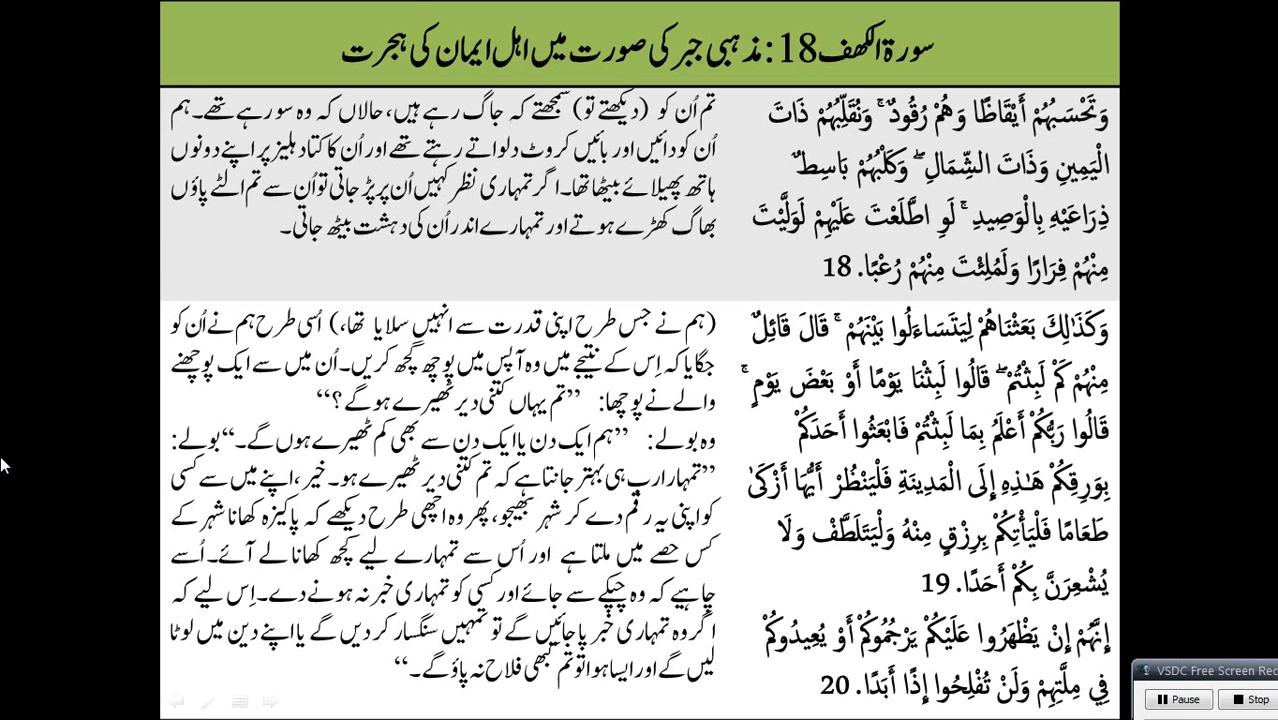 سورۃ الکھف 18: مذہبی جبر کی صورت میں اہل ایمان کی ہجرت
وَتَحْسَبُهُمْ أَيْقَاظًا وَهُمْ رُقُودٌ ۚ وَنُقَلِّبُهُمْ ذَاتَ
الْيَمِينِ وَذَاتَ الشِّمَالِ ۖ وَكَلْبُهُم بَاسِطٌ
ذِرَاعَيْهِ بِالْوَصِيدِ ۚ لَوِ اطَّلَعْتَ عَلَيْهِمْ لَوَلَّيْتَ
مِنْهُمْ فِرَارًا وَلَمُلِئْتَ مِنْهُمْ رُعْبًا. 18
تم اُن کو (دیکھتے تو) سمجھتے کہ جاگ رہے ہیں، حالاں کہ وہ سو رہے تھے۔ ہم
اُن کو دائیں اور بائیں کروٹ دلواتے رہتے تھے اور اُن کا کتا دہلیز پر اپنے دونوں
ہاتھ پھیلائے بیٹھا تھا۔ اگر تمہاری نظر کہیں اُن پر پڑ جاتی تو اُن سے تم الٹے پاؤں
بھاگ کھڑے ہوتے اور تمہارے اندر اُن کی دہشت بیٹھ جاتی۔
وَكَذَٰلِكَ بَعَثْنَاهُمْ لِيَتَسَاءَلُوا بَيْنَهُمْ ۚ قَالَ قَائِلٌ
مِنْهُمْ كَمْ لَبِثْتُمْ ۖ قَالُوا لَبِثْنَا يَوْمًا أَوْ بَعْضَ يَوْمٍ ۚ
قَالُوا رَبُّكُمْ أَعْلَمُ بِمَا لَبِثْتُمْ فَابْعَثُوا أَحَدَكُمْ
بِوَرِقِكُمْ هَٰذِهِ إِلَى الْمَدِينَةِ فَلْيَنْظُرْ أَيُّهَا أَزْكَىٰ
طَعَامًا فَلْيَأْتِكُمْ بِرِزْقٍ مِنْهُ وَلْيَتَلَطَّفْ وَلَا
يُشْعِرَنَّ بِكُمْ أَحَدًا. 19
إِنَّهُمْ إِنْ يَظْهَرُوا عَلَيْكُمْ يَرْجُمُوكُمْ أَوْ يُعِيدُوكُمْ
فِي مِلَّتِهِمْ وَلَنْ تُفْلِحُوا إِذًا أَبَدًا. 20
(ہم نے جس طرح اپنی قدرت سے انہیں سلایا تھا،) اُسی طرح ہم نے اُن کو
جگایا کہ اِس کے نتیجے میں وہ آپس میں پوچھ گچھ کریں۔ اُن میں سے ایک پوچھنے
والے نے پوچھا: ”تم یہاں کتنی دیر ٹھیرے ہو گے؟“
وہ بولے: ”ہم ایک دن یا ایک دن سے بھی کم ٹھیرے ہوں گے۔“ بولے:
”تمہارا رب ہی بہتر جانتا ہے کہ تم کتنی دیر ٹھیرے ہو۔ خیر، اپنے میں سے کسی
کو اپنی یہ رقم دے کر شہر بھیجو، پھر وہ اچھی طرح دیکھے کہ پاکیزہ کھانا شہر کے
کس حصے میں ملتا ہے اور اُس سے تمہارے لیے کچھ کھانا لے آئے۔ اُسے
چاہیے کہ وہ چپکے سے جائے اور کسی کو تمہاری خبر نہ ہونے دے۔ اِس لیے کہ
اگر وہ تمہاری خبر پا جائیں گے تو تمہیں سنگسار کر دیں گے یا اپنے دین میں لوٹا
لیں گے اور ایسا ہوا تو تم کبھی فلاح نہ پاؤ گے۔“
VSDC Free Screen Rec
Pause Stop